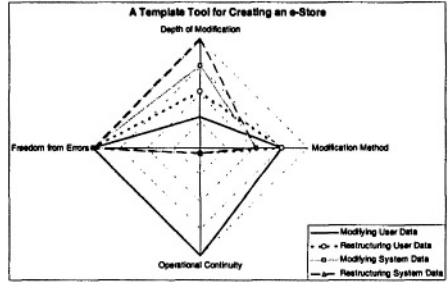 A Template Tool for Creating an e-Store
Depth of Modification
Freedom from Errors
Modification Method
Operational Continuity
Modifying User Data
Restructuring User Data
Modifying System Data
Restructuring System Data